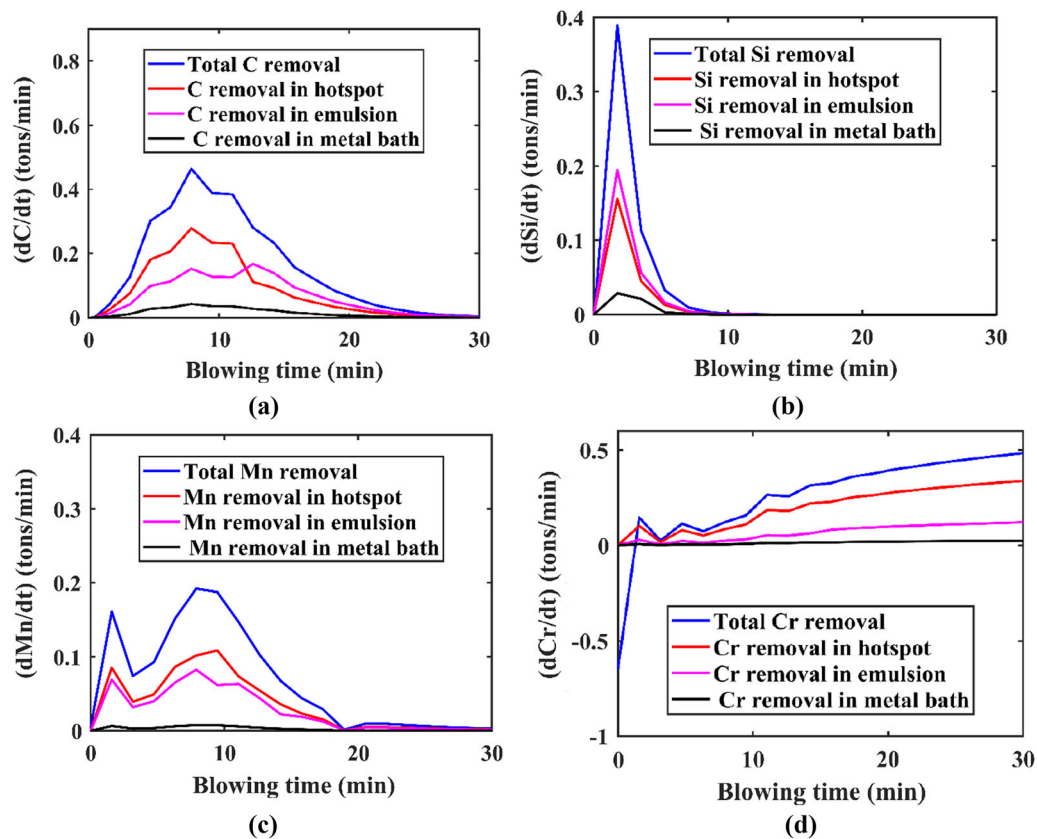 0.8
0.6
0.4
0.2
0
(dC/dt) (tons/min)
Total C removal
C removal in hotspot
C removal in emulsion
C removal in metal bath
0 10 20 30
Blowing time (min)
(a)
0.4
0.3
0.2
0.1
0
(dSi/dt) (tons/min)
Total Si removal
Si removal in hotspot
Si removal in emulsion
Si removal in metal bath
0 10 20 30
Blowing time (min)
(b)
0.4
0.3
0.2
0.1
0
(dMn/dt) (tons/min)
Total Mn removal
Mn removal in hotspot
Mn removal in emulsion
Mn removal in metal bath
0 10 20 30
Blowing time (min)
(c)
0.5
0
-0.5
-1
(dCr/dt) (tons/min)
Total Cr removal
Cr removal in hotspot
Cr removal in emulsion
Cr removal in metal bath
0 10 20 30
Blowing time (min)
(d)